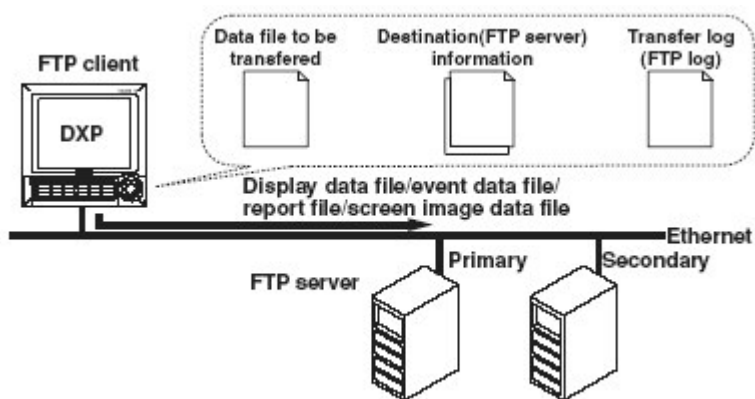 Data file to be
transfered
Destination(FTP server)
information
Transfer log
(FTP log)
FTP client
DXP
Display data file/event data file/
report file/screen image data file
Ethernet
Primary
Secondary
FTP server